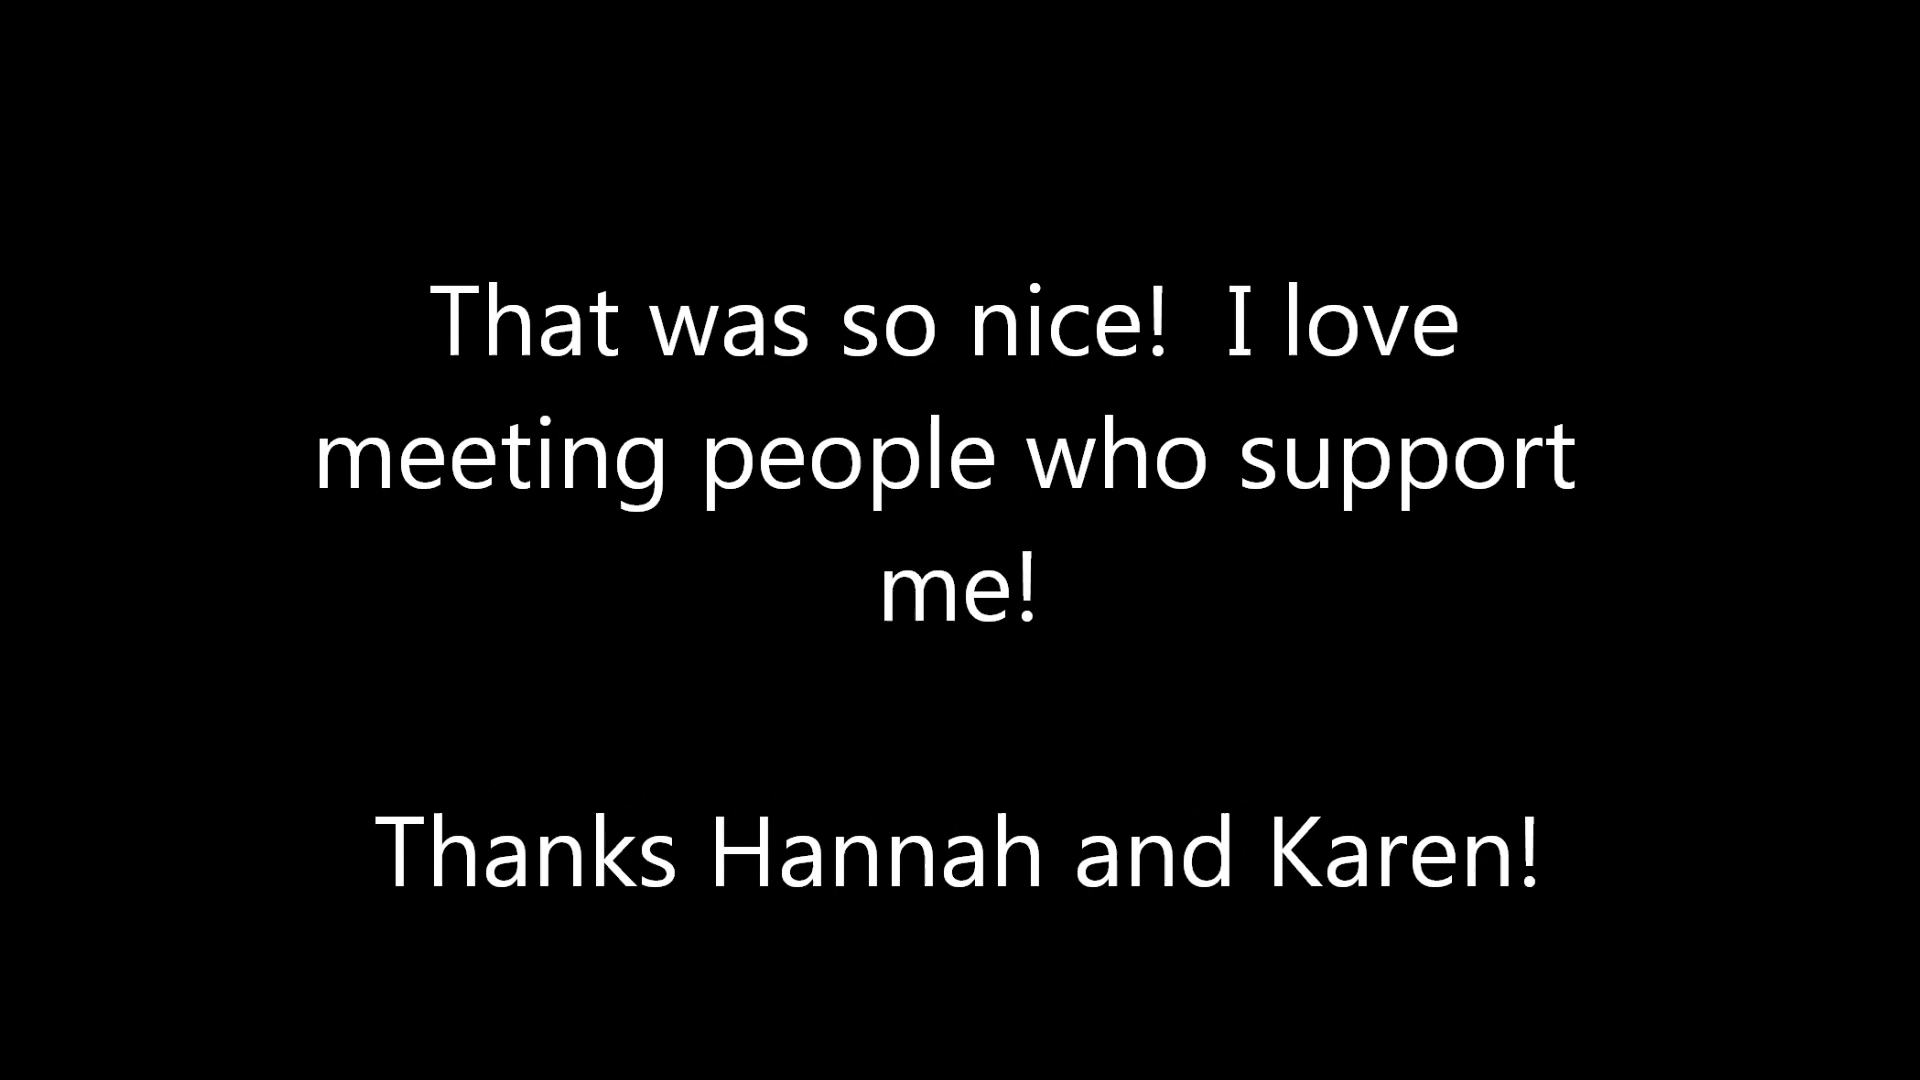 That was so nice!  I love
meeting people who support
me!
Thanks Hannah and Karen!